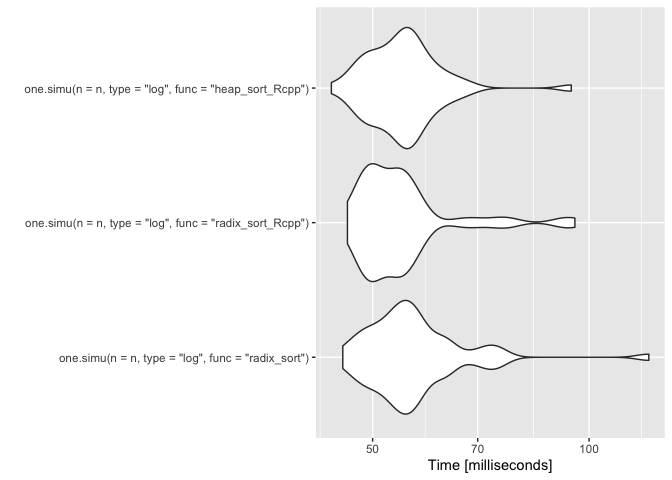 one.simu(n = n, type = "log", func = "heap_sort_Rcpp")
one.simu(n = n, type = "log", func = "radix_sort_Rcpp")
one.simu(n = n, type = "log", func = "radix_sort")
50 70 100
Time [milliseconds]